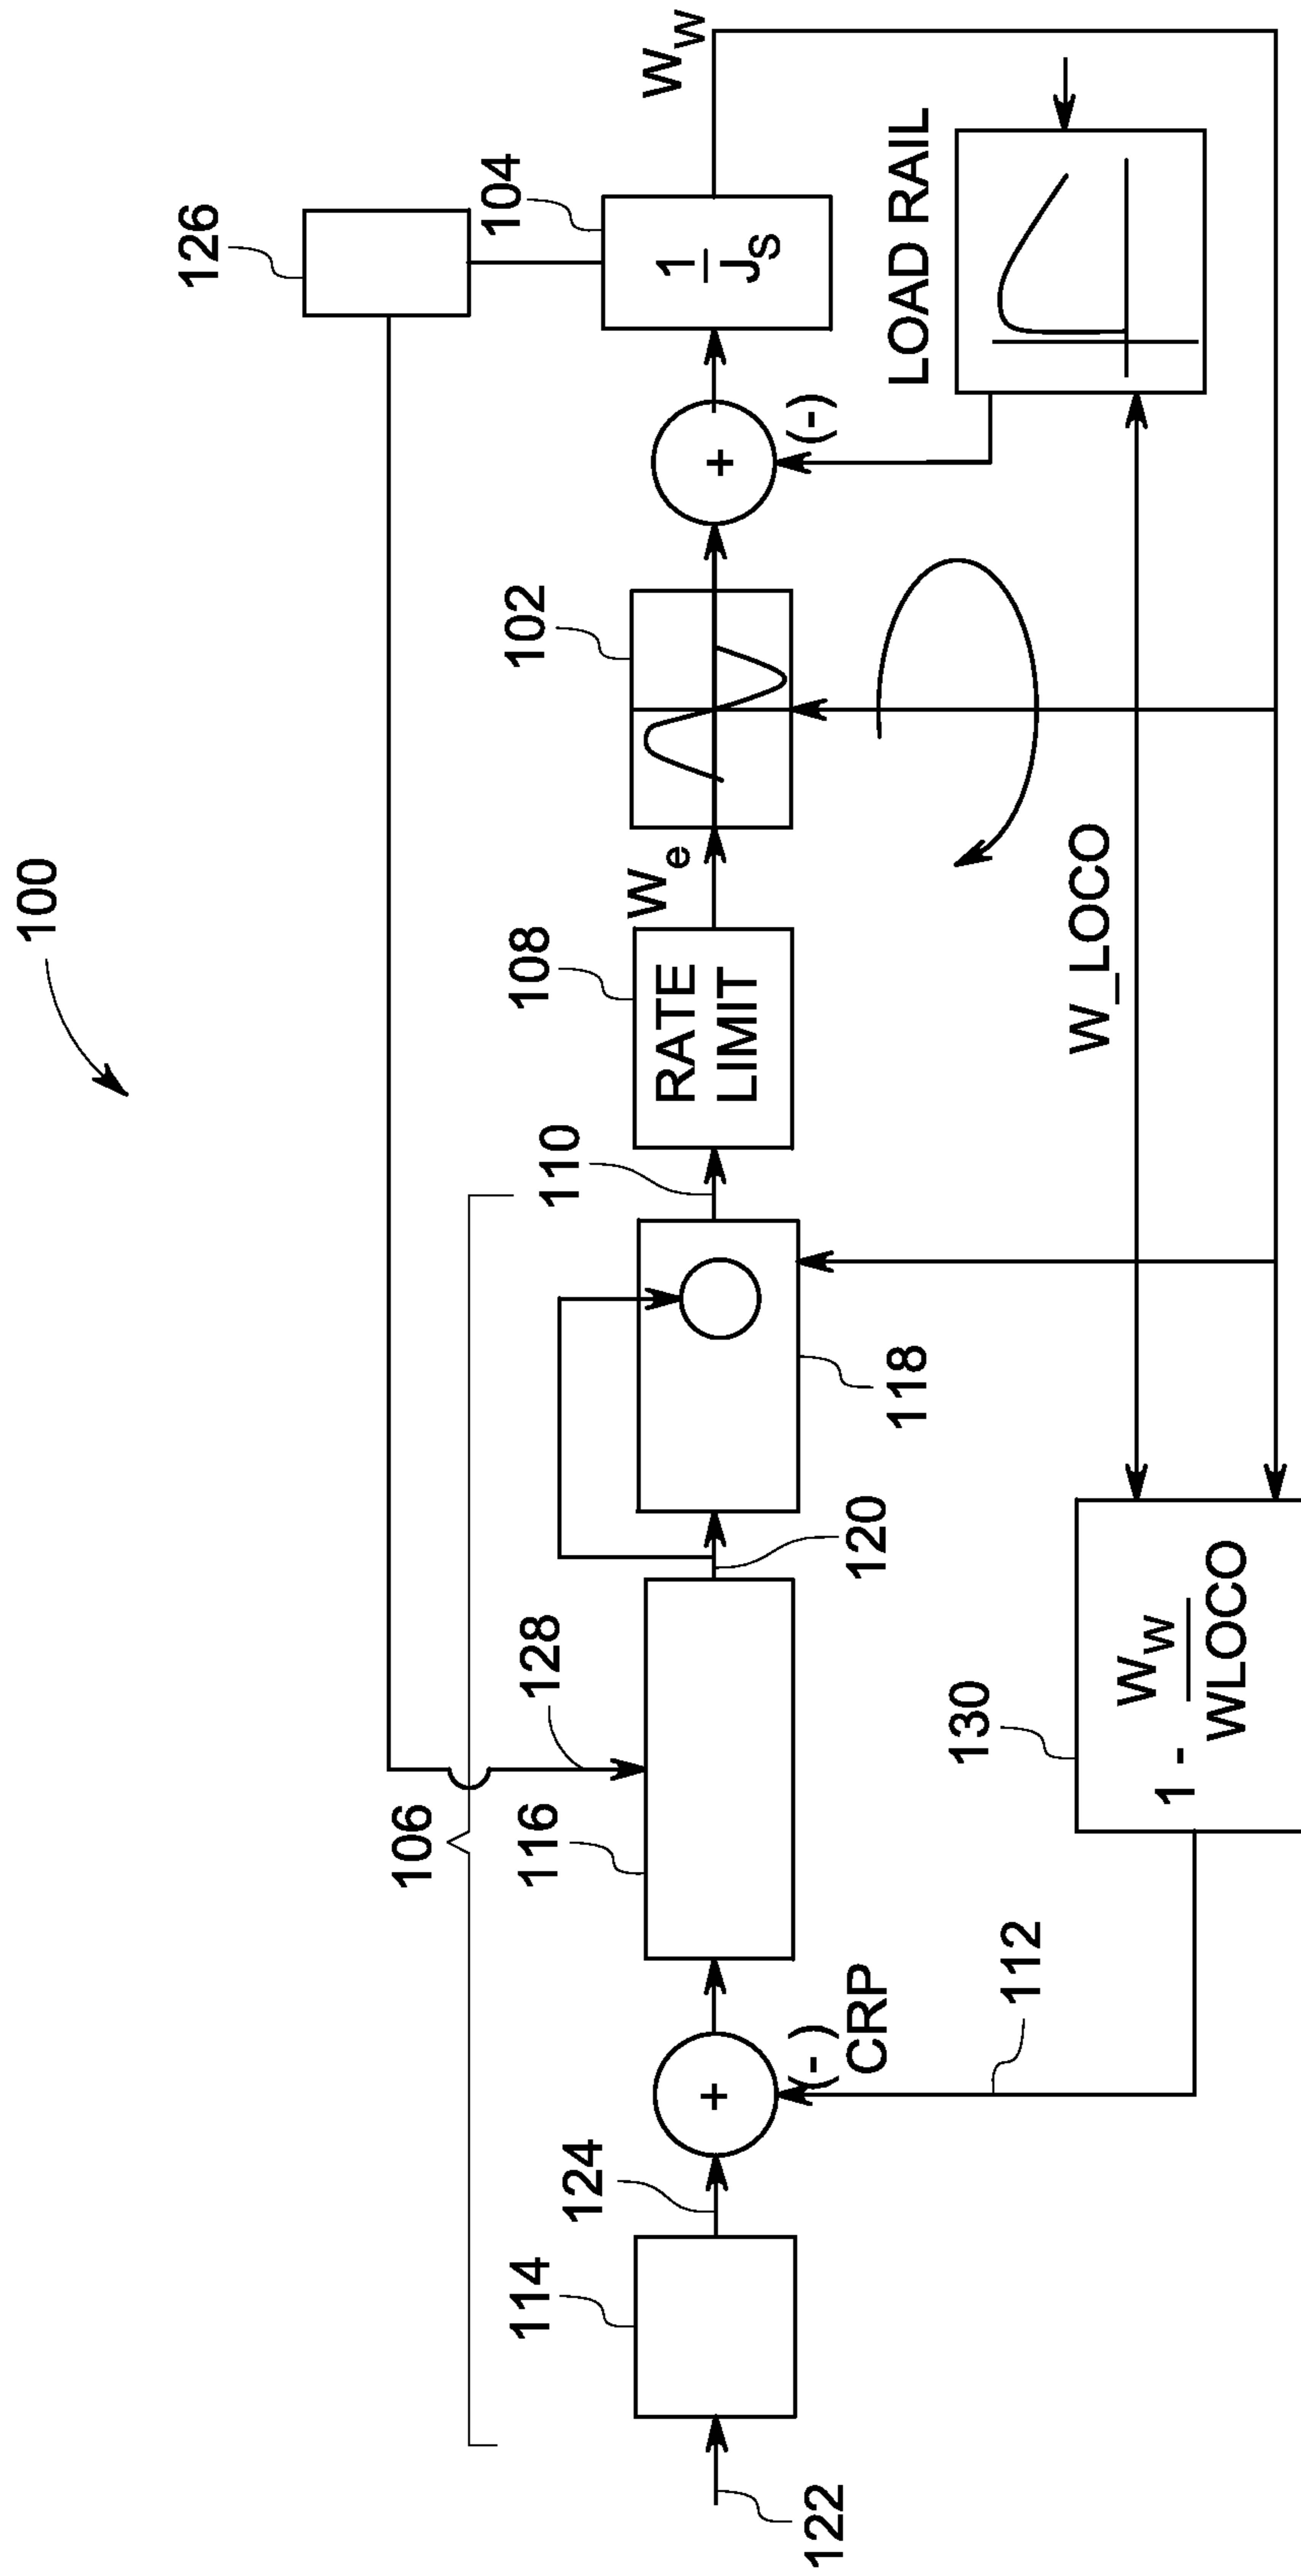 100
126
104
W_W
1
J_S
102
(-)
+
LOAD RAIL
W_e
108
RATE
LIMIT
110
W_LOCO
118
120
106
128
116
130
1 - W_W
WLOCO
+
(-)
CRP
112
124
114
122